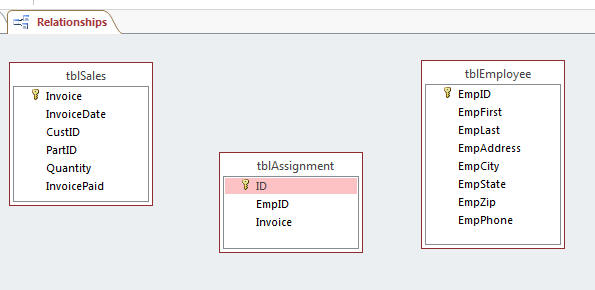 Relationships
tblSales
Invoice
InvoiceDate
CustID
PartID
Quantity
InvoicePaid
tblAssignment
ID
EmpID
Invoice
tblEmployee
EmpID
EmpFirst
EmpLast
EmpAddress
EmpCity
EmpState
EmpZip
EmpPhone